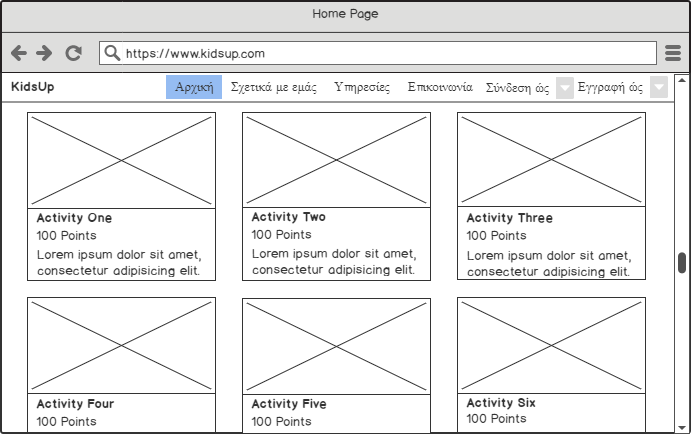 Home Page
https://www.kidsup.com
KidsUp Αρχική Σχετικά με εμάς Υπηρεσίες Επικοινωνία Σύνδεση ώς Εγγραφή ώς
Activity One
100 Points
Lorem ipsum dolor sit amet,
consectetur adipisicing elit.
Activity Two
100 Points
Lorem ipsum dolor sit amet,
consectetur adipisicing elit.
Activity Three
100 Points
Lorem ipsum dolor sit amet,
consectetur adipisicing elit.
Activity Four
100 Points
Activity Five
100 Points
Activity Six
100 Points